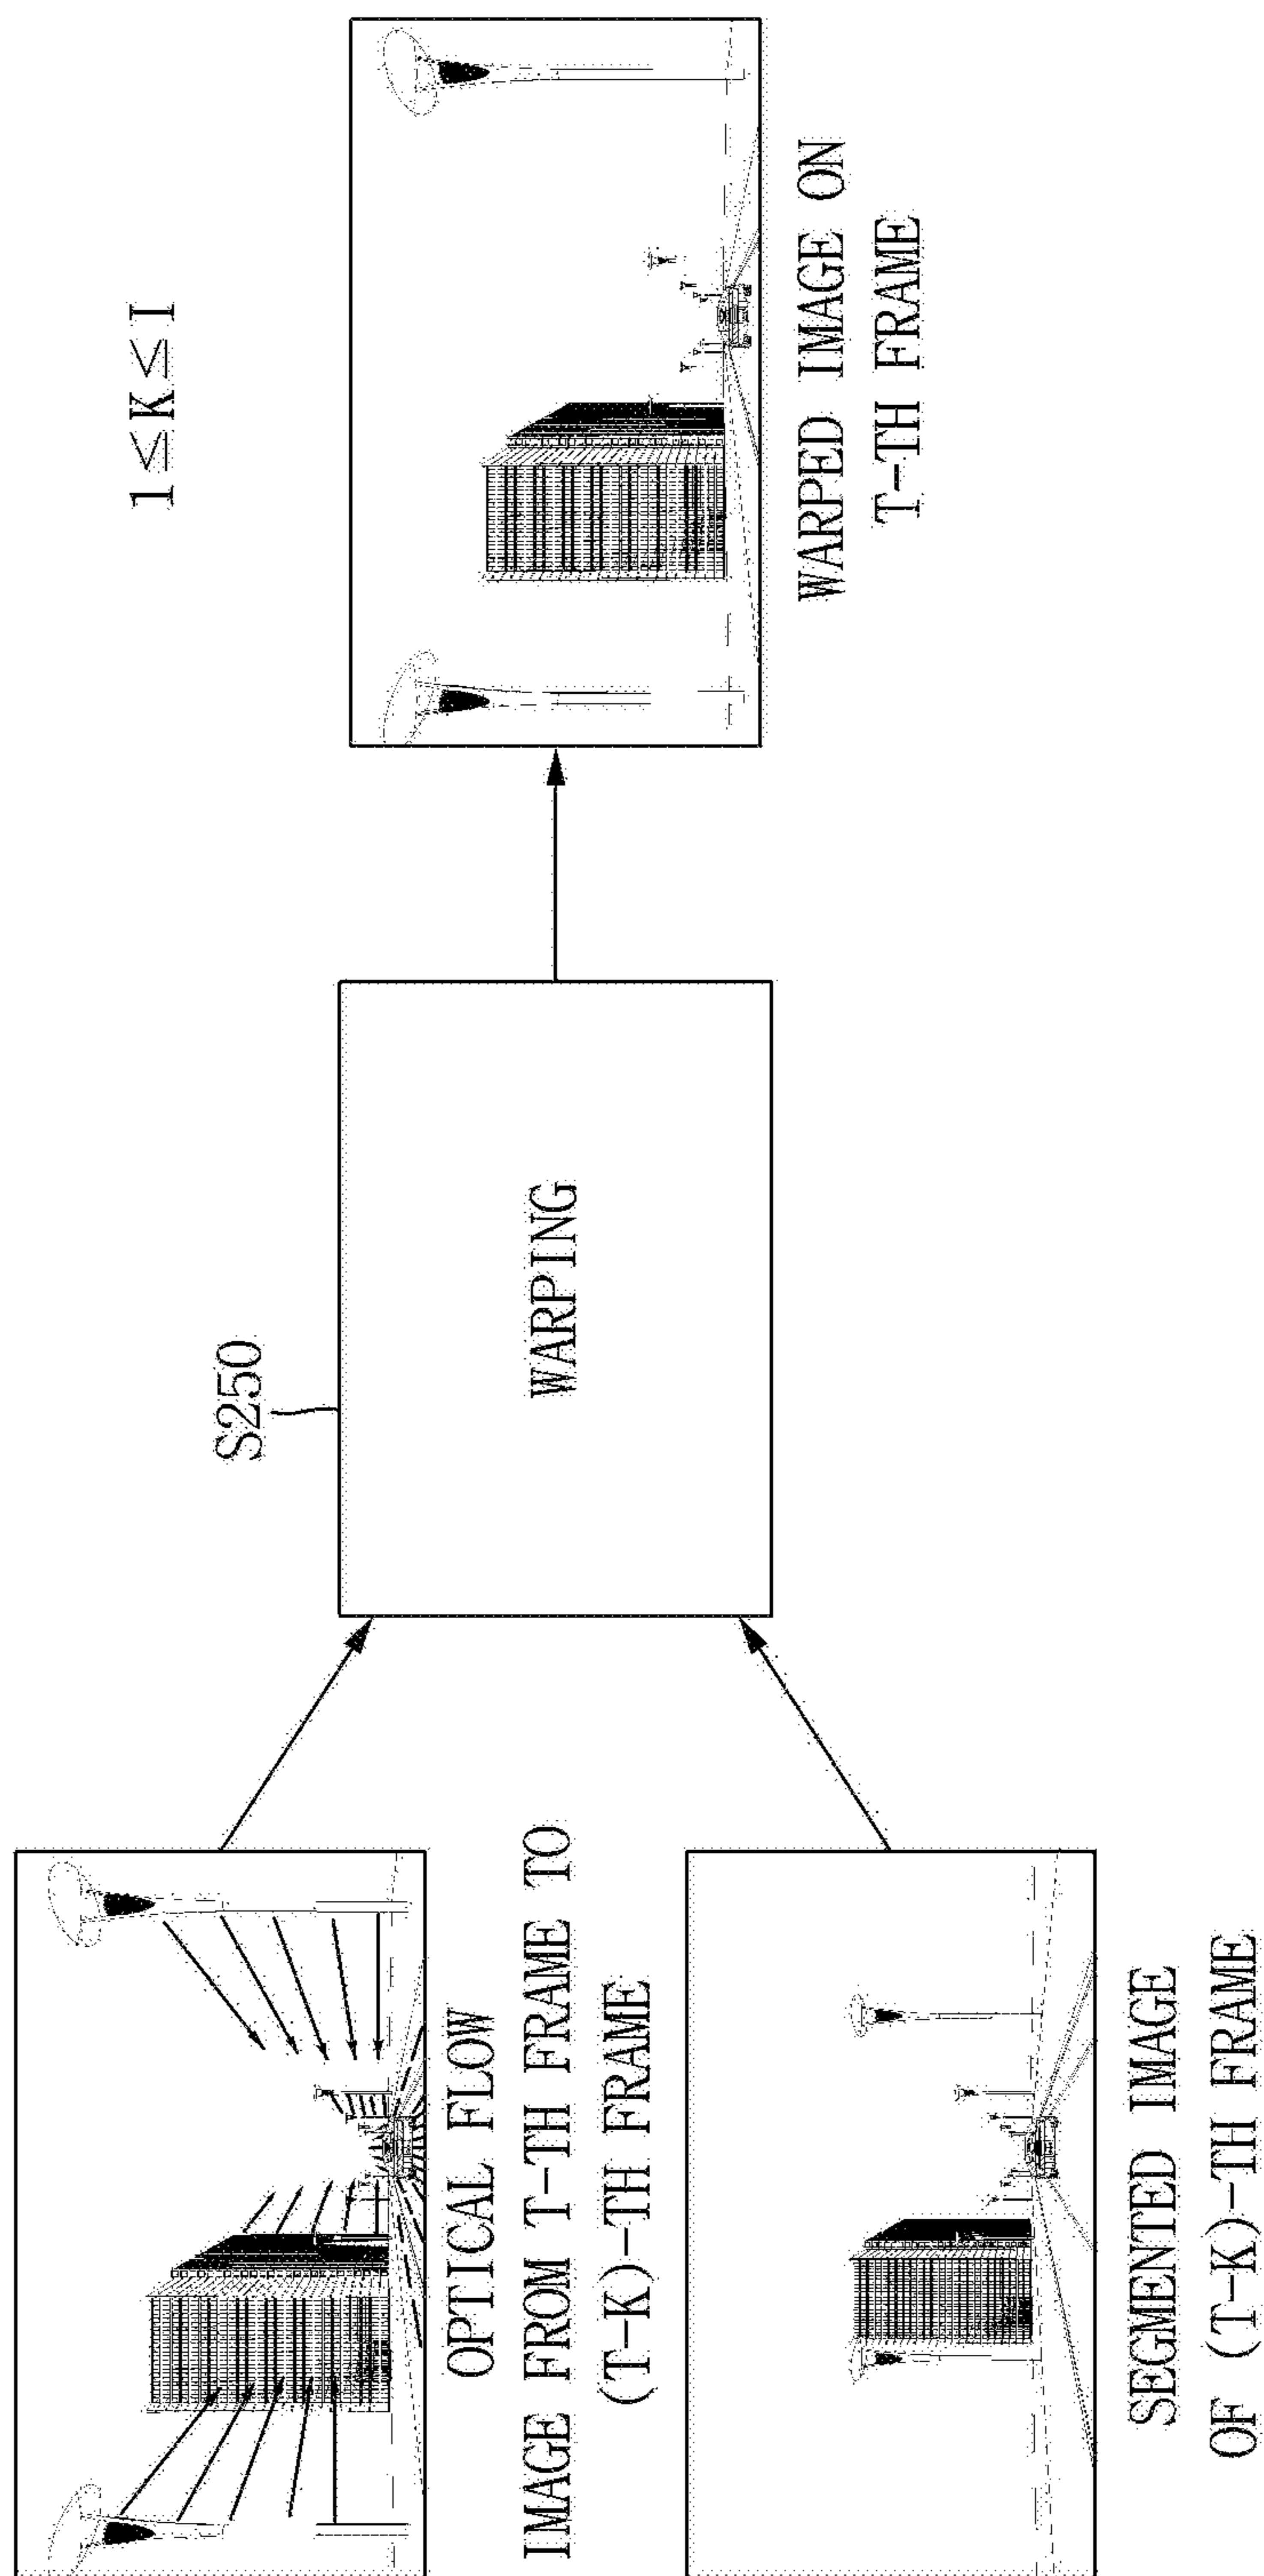 1≤K≤I
S250
OPTICAL FLOW
IMAGE FROM T-TH FRAME TO
(T-K)-TH FRAME
WARPING
WARPED IMAGE ON
T-TH FRAME
SEGMENTED IMAGE
OF (T-K)-TH FRAME